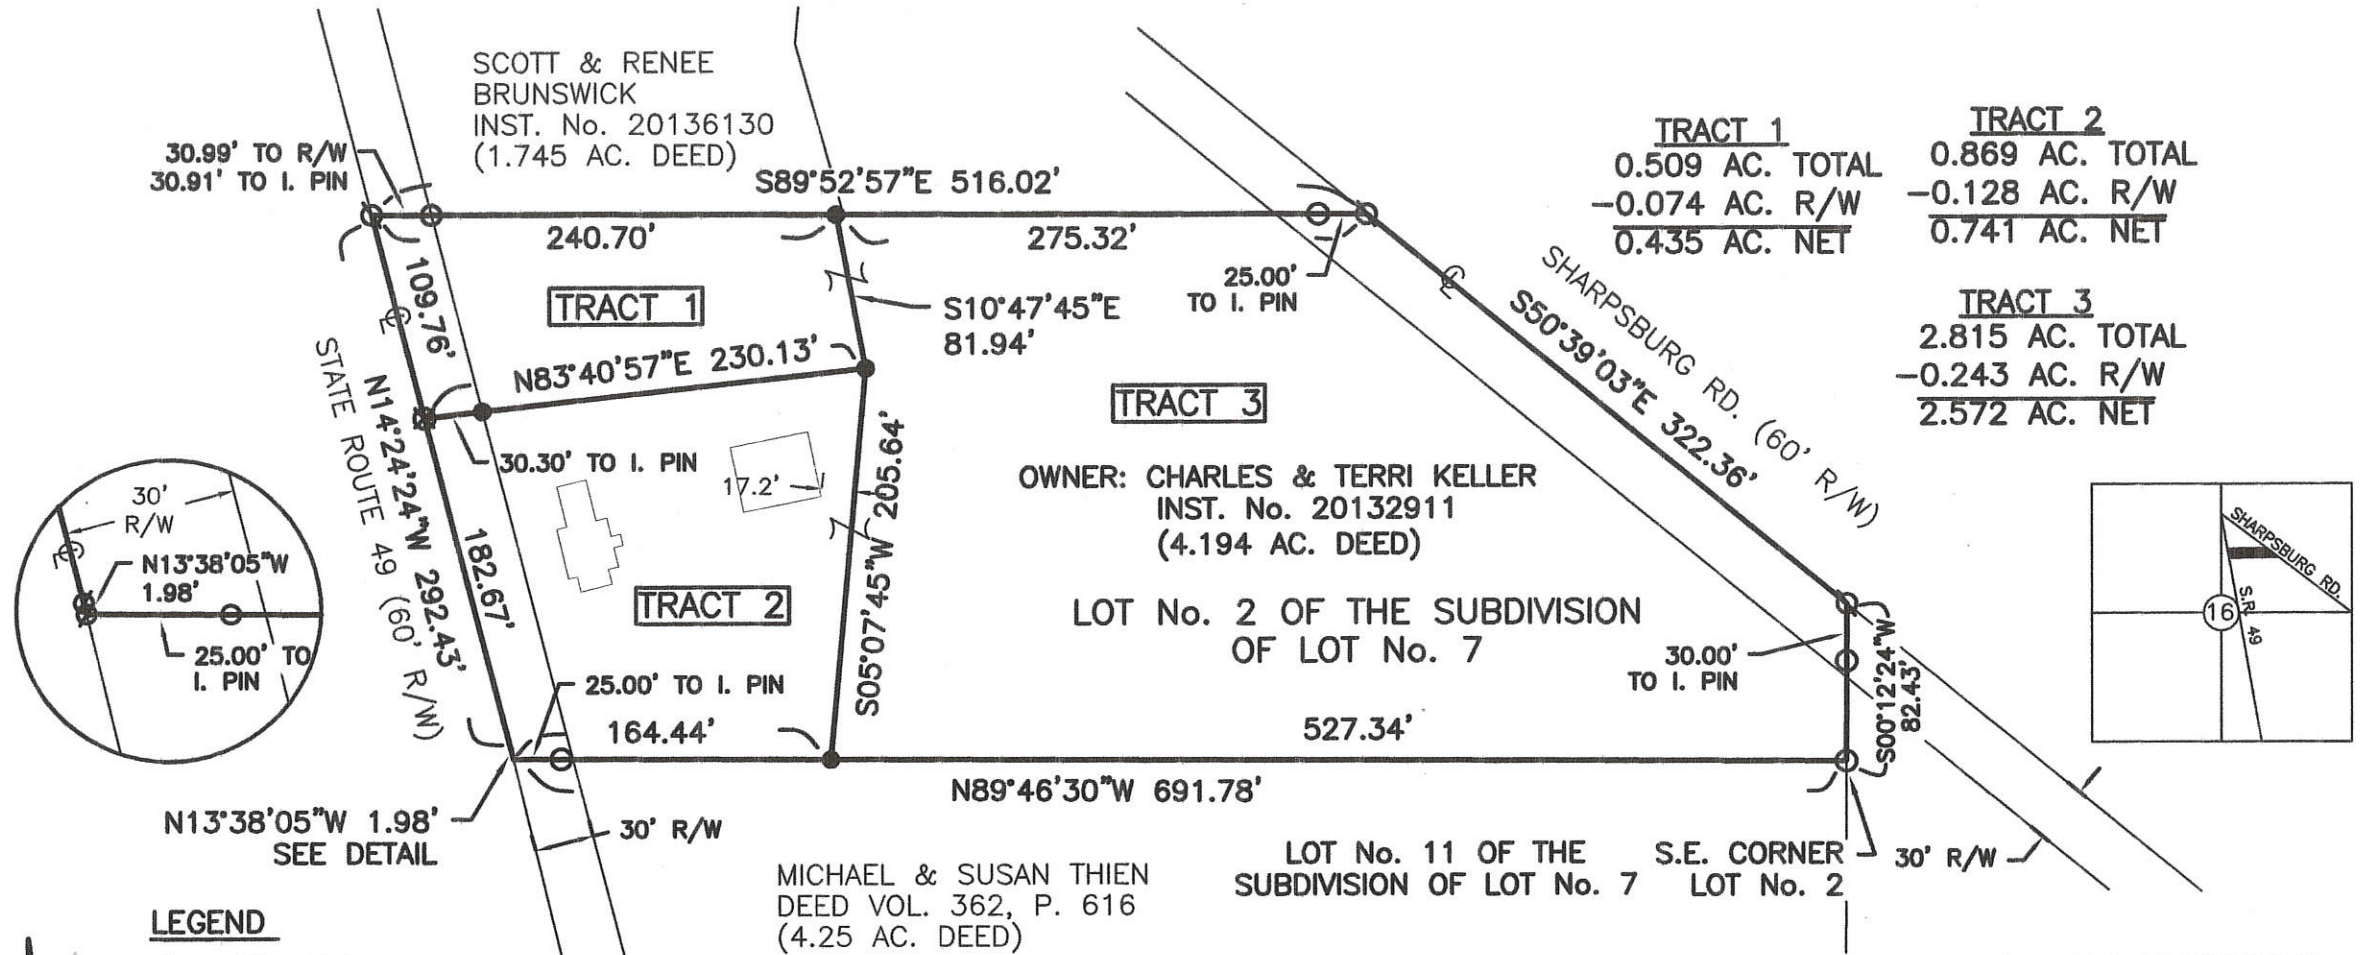 SCOTT & RENEE
BRUNSWICK
INST. No. 20136130
(1.745 AC. DEED)
30.99' TO R/W
30.91' TO I. PIN
S89°52'57"E 516.02'
240.70'
275.32'
25.00'
TO I. PIN
TRACT 1
0.509 AC. TOTAL
-0.074 AC. R/W
0.435 AC. NET
TRACT 2
0.869 AC. TOTAL
-0.128 AC. R/W
0.741 AC. NET
TRACT 3
2.815 AC. TOTAL
-0.243 AC. R/W
2.572 AC. NET
109.76'
TRACT 1
S10°47'45"E
81.94'
N83°40'57"E 230.13'
30.30' TO I. PIN
STATE ROUTE 49 (60' R/W)
N14°24'24"W 292.43'
182.67'
17.2'
S05°07'45"W 205.64'
TRACT 2
25.00' TO I. PIN
164.44'
TRACT 3
OWNER: CHARLES & TERRI KELLER
INST. No. 20132911
(4.194 AC. DEED)
LOT No. 2 OF THE SUBDIVISION
OF LOT No. 7
SHARPSBURG RD. (60' R/W)
S50°39'03"E 322.36'
30.00'
TO I. PIN
S00°12'24"W
82.43'
527.34'
N89°46'30"W 691.78'
30'
R/W
N13°38'05"W
1.98'
25.00' TO
I. PIN
N13°38'05"W 1.98'
SEE DETAIL
30' R/W
MICHAEL & SUSAN THIEN
DEED VOL. 362, P. 616
(4.25 AC. DEED)
LOT No. 11 OF THE
SUBDIVISION OF LOT No. 7
S.E. CORNER
LOT No. 2
30' R/W
SHARPSBURG RD.
S.R. 49
16
LEGEND